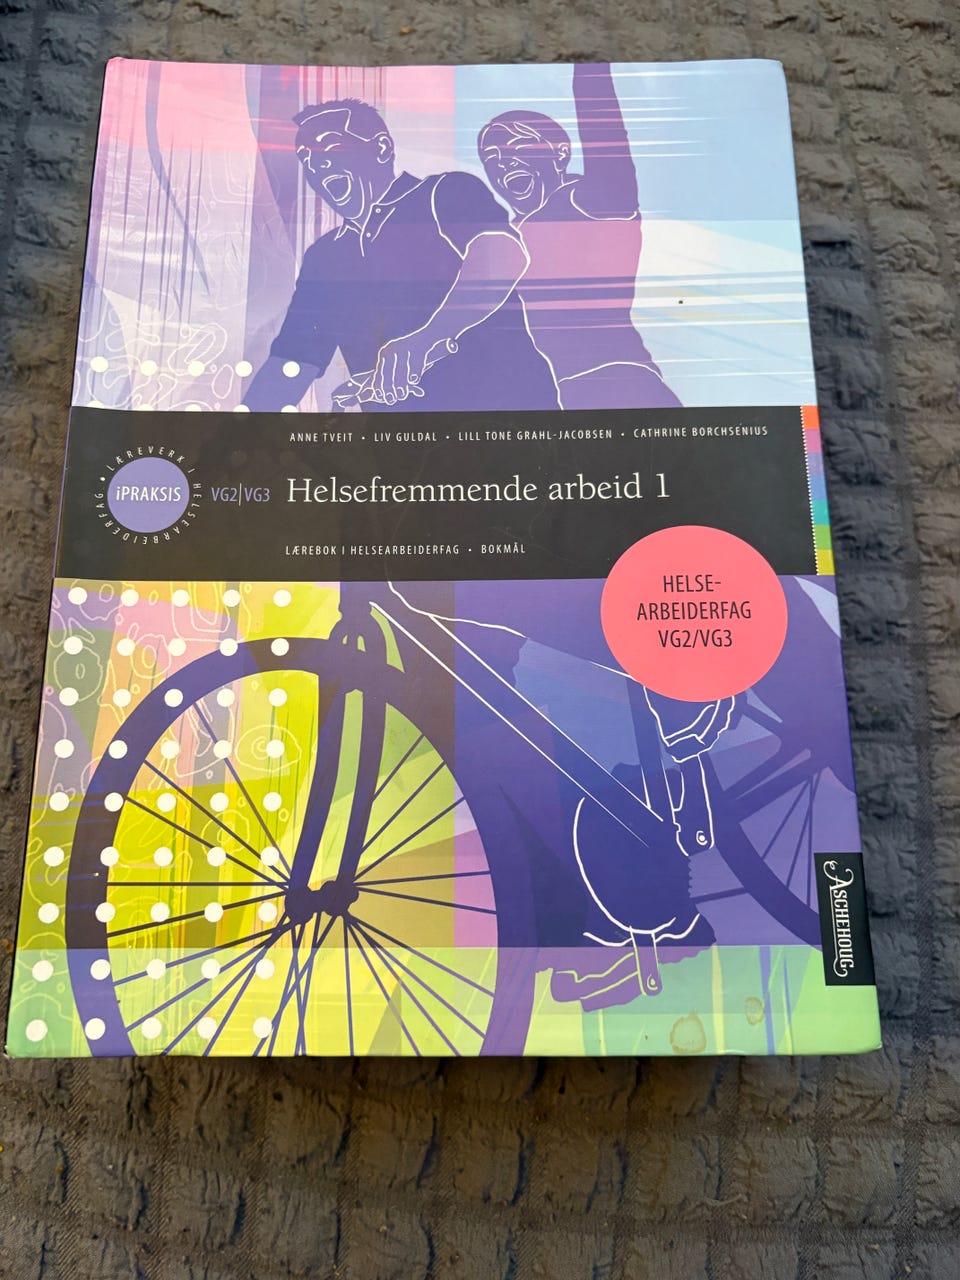 ANNE TVEIT • LIV GULDAL • LILL TONE GRAHL-JACOBSEN • CATHRINE BORCHSENIUS
LÆREVERK I HELSEARBEIDERFAG •
iPRAKSIS
VG2|VG3
Helsefremmende arbeid 1
LÆREBOK I HELSEARBEIDERFAG • BOKMÅL
HELSE-
ARBEIDERFAG
VG2/VG3
ASCHEHOUG